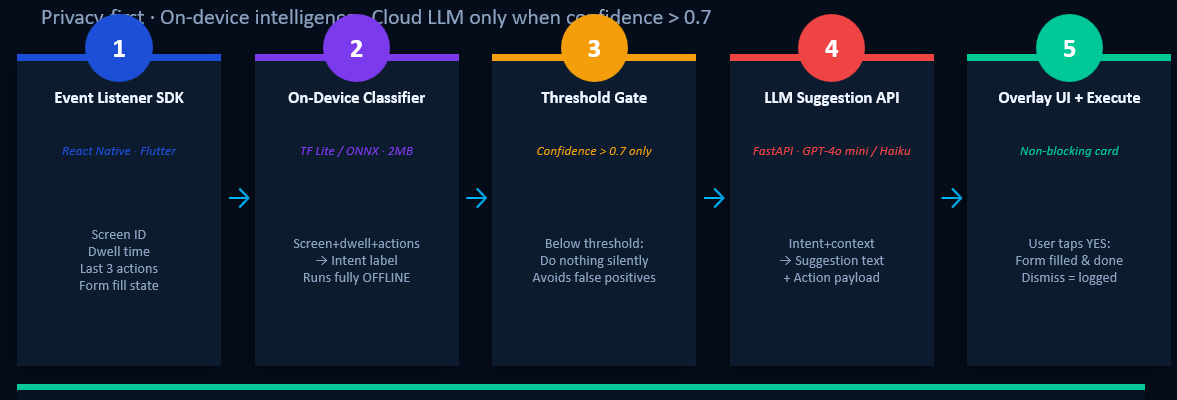 Privacy-first · On-device intelligence · Cloud LLM only when confidence > 0.7
1
Event Listener SDK
React Native · Flutter
Screen ID
Dwell time
Last 3 actions
Form fill state
→
2
On-Device Classifier
TF Lite / ONNX · 2MB
Screen+dwell+actions
→ Intent label
Runs fully OFFLINE
→
3
Threshold Gate
Confidence > 0.7 only
Below threshold:
Do nothing silently
Avoids false positives
→
4
LLM Suggestion API
FastAPI · GPT-4o mini / Haiku
Intent+context
→ Suggestion text
+ Action payload
→
5
Overlay UI + Execute
Non-blocking card
User taps YES:
Form filled & done
Dismiss = logged